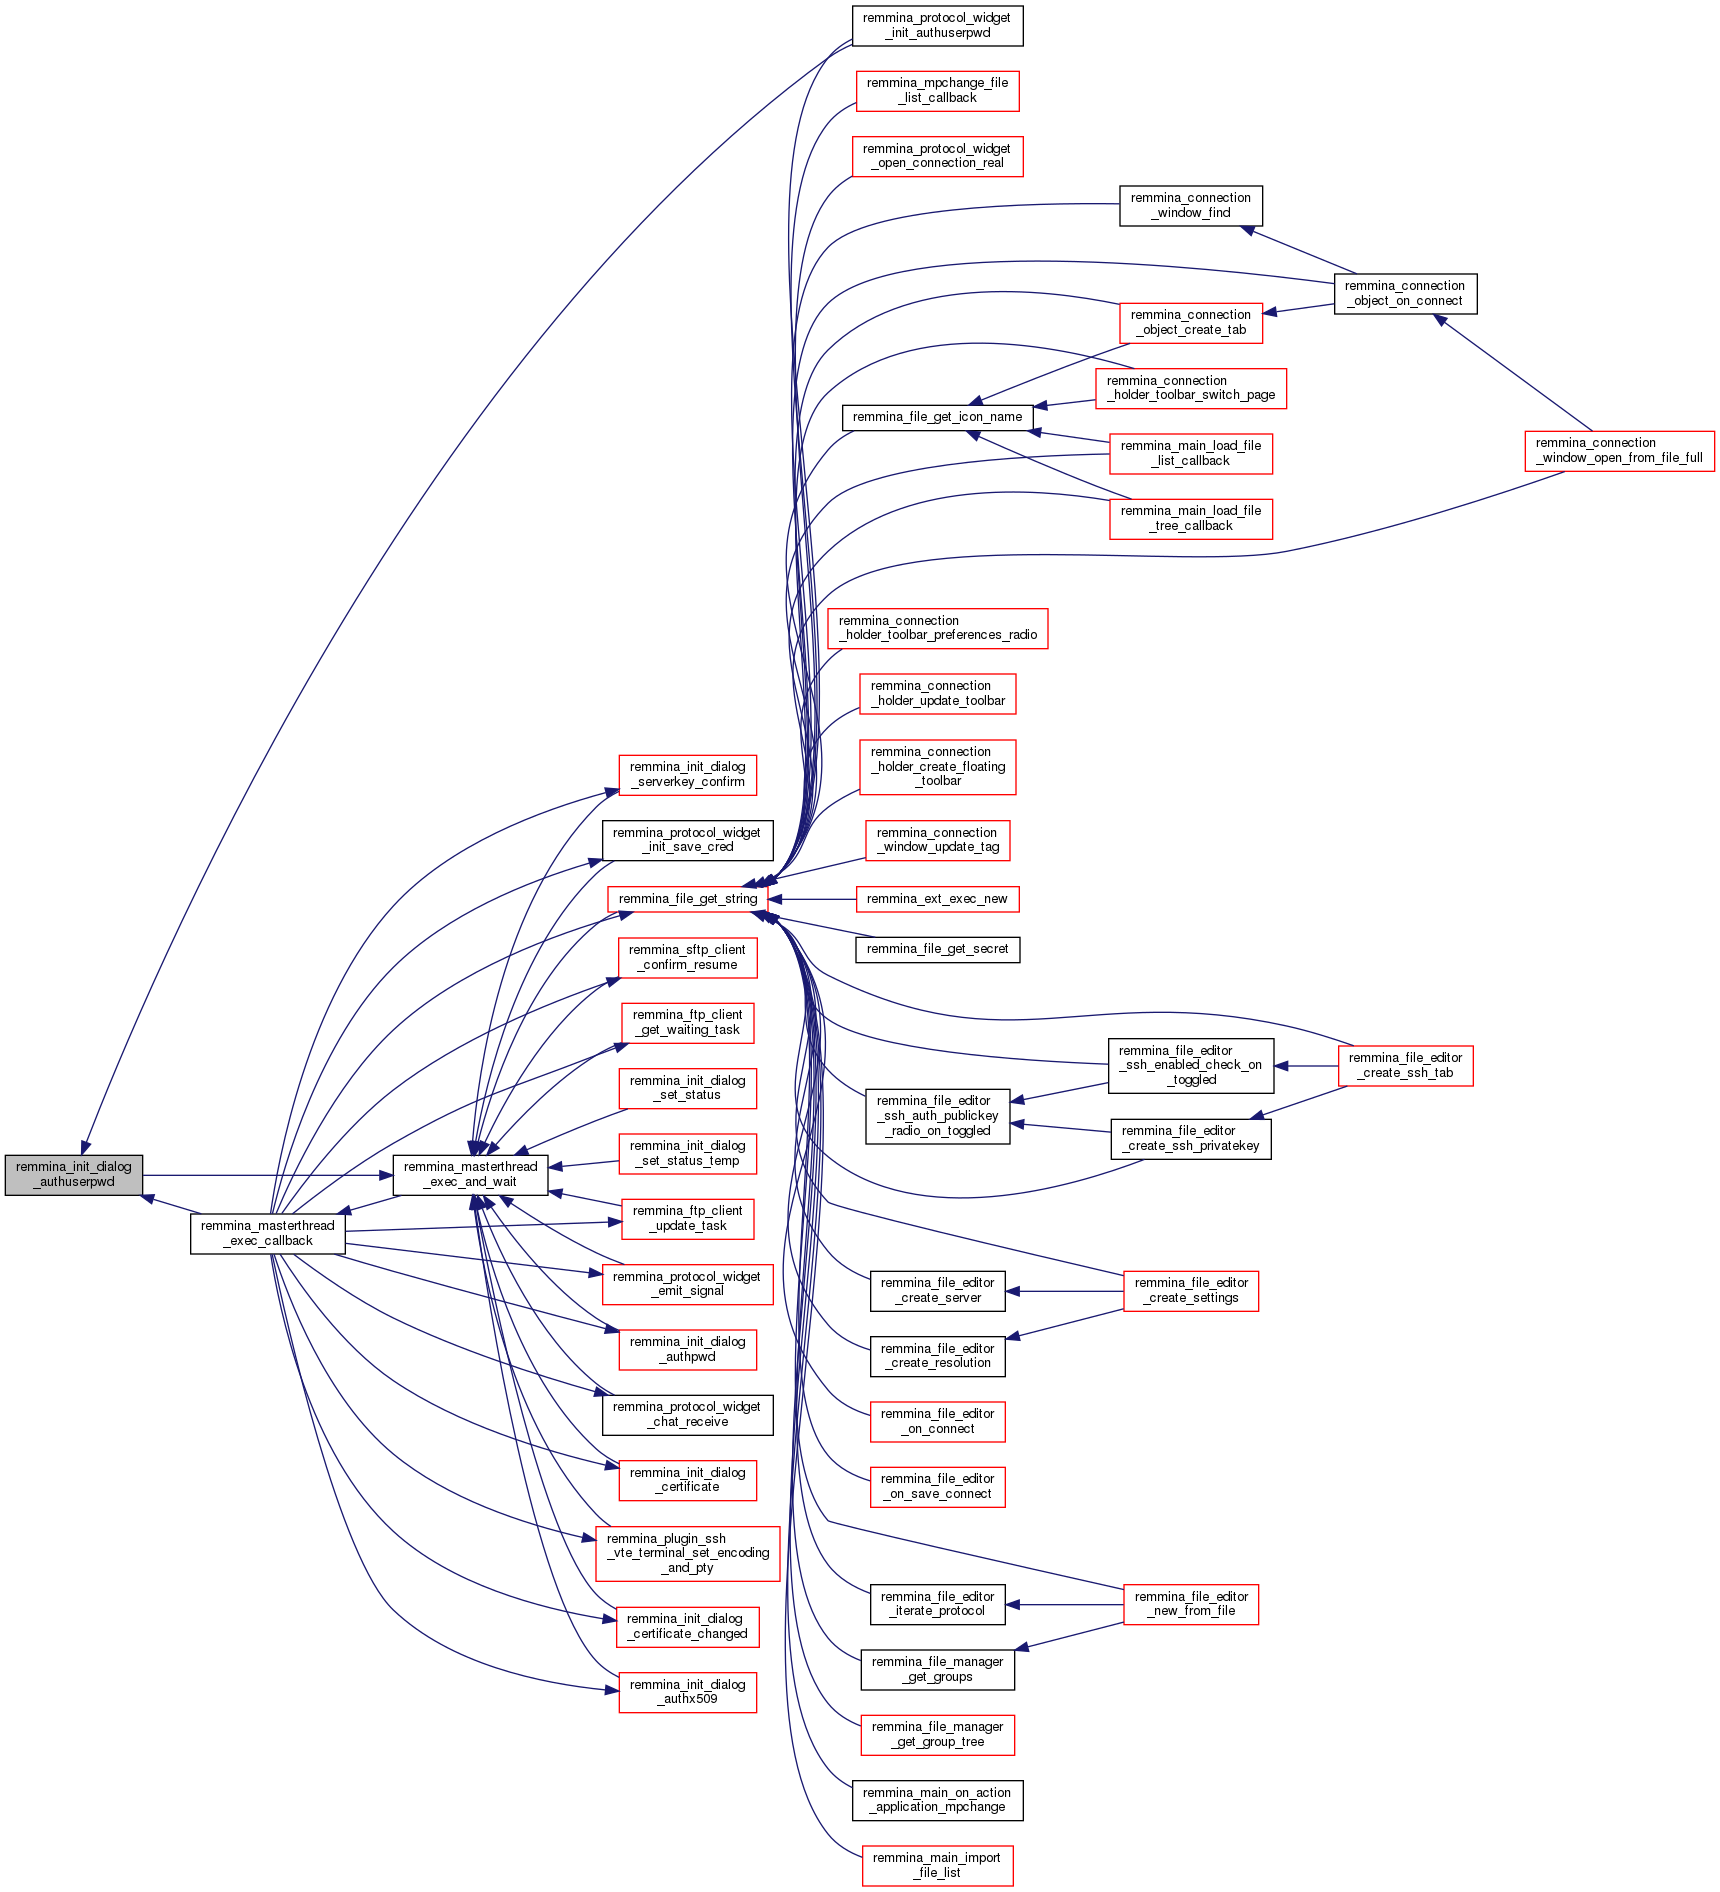 remmina_protocol_widget
_init_authuserpwd
remmina_mpchange_file
_list_callback
remmina_protocol_widget
_open_connection_real
remmina_connection
_window_find
remmina_connection
_object_on_connect
remmina_connection
_object_create_tab
remmina_connection
_holder_toolbar_switch_page
remmina_file_get_icon_name
remmina_main_load_file
_list_callback
remmina_connection
_window_open_from_file_full
remmina_main_load_file
_tree_callback
remmina_connection
_holder_toolbar_preferences_radio
remmina_connection
_holder_update_toolbar
remmina_connection
_holder_create_floating
_toolbar
remmina_init_dialog
_serverkey_confirm
remmina_protocol_widget
_init_save_cred
remmina_connection
_window_update_tag
remmina_file_get_string
remmina_ext_exec_new
remmina_file_get_secret
remmina_sftp_client
_confirm_resume
remmina_ftp_client
_get_waiting_task
remmina_file_editor
_ssh_enabled_check_on
_toggled
remmina_file_editor
_create_ssh_tab
remmina_init_dialog
_set_status
remmina_file_editor
_ssh_auth_publickey
_radio_on_toggled
remmina_file_editor
_create_ssh_privatekey
remmina_init_dialog
_set_status_temp
remmina_init_dialog
_authuserpwd
remmina_masterthread
_exec_and_wait
remmina_masterthread
_exec_callback
remmina_ftp_client
_update_task
remmina_protocol_widget
_emit_signal
remmina_file_editor
_create_server
remmina_file_editor
_create_settings
remmina_init_dialog
_authpwd
remmina_file_editor
_create_resolution
remmina_protocol_widget
_chat_receive
remmina_file_editor
_on_connect
remmina_init_dialog
_certificate
remmina_file_editor
_on_save_connect
remmina_plugin_ssh
_vte_terminal_set_encoding
_and_pty
remmina_file_editor
_iterate_protocol
remmina_file_editor
_new_from_file
remmina_init_dialog
_certificate_changed
remmina_file_manager
_get_groups
remmina_init_dialog
_authx509
remmina_file_manager
_get_group_tree
remmina_main_on_action
_application_mpchange
remmina_main_import
_file_list